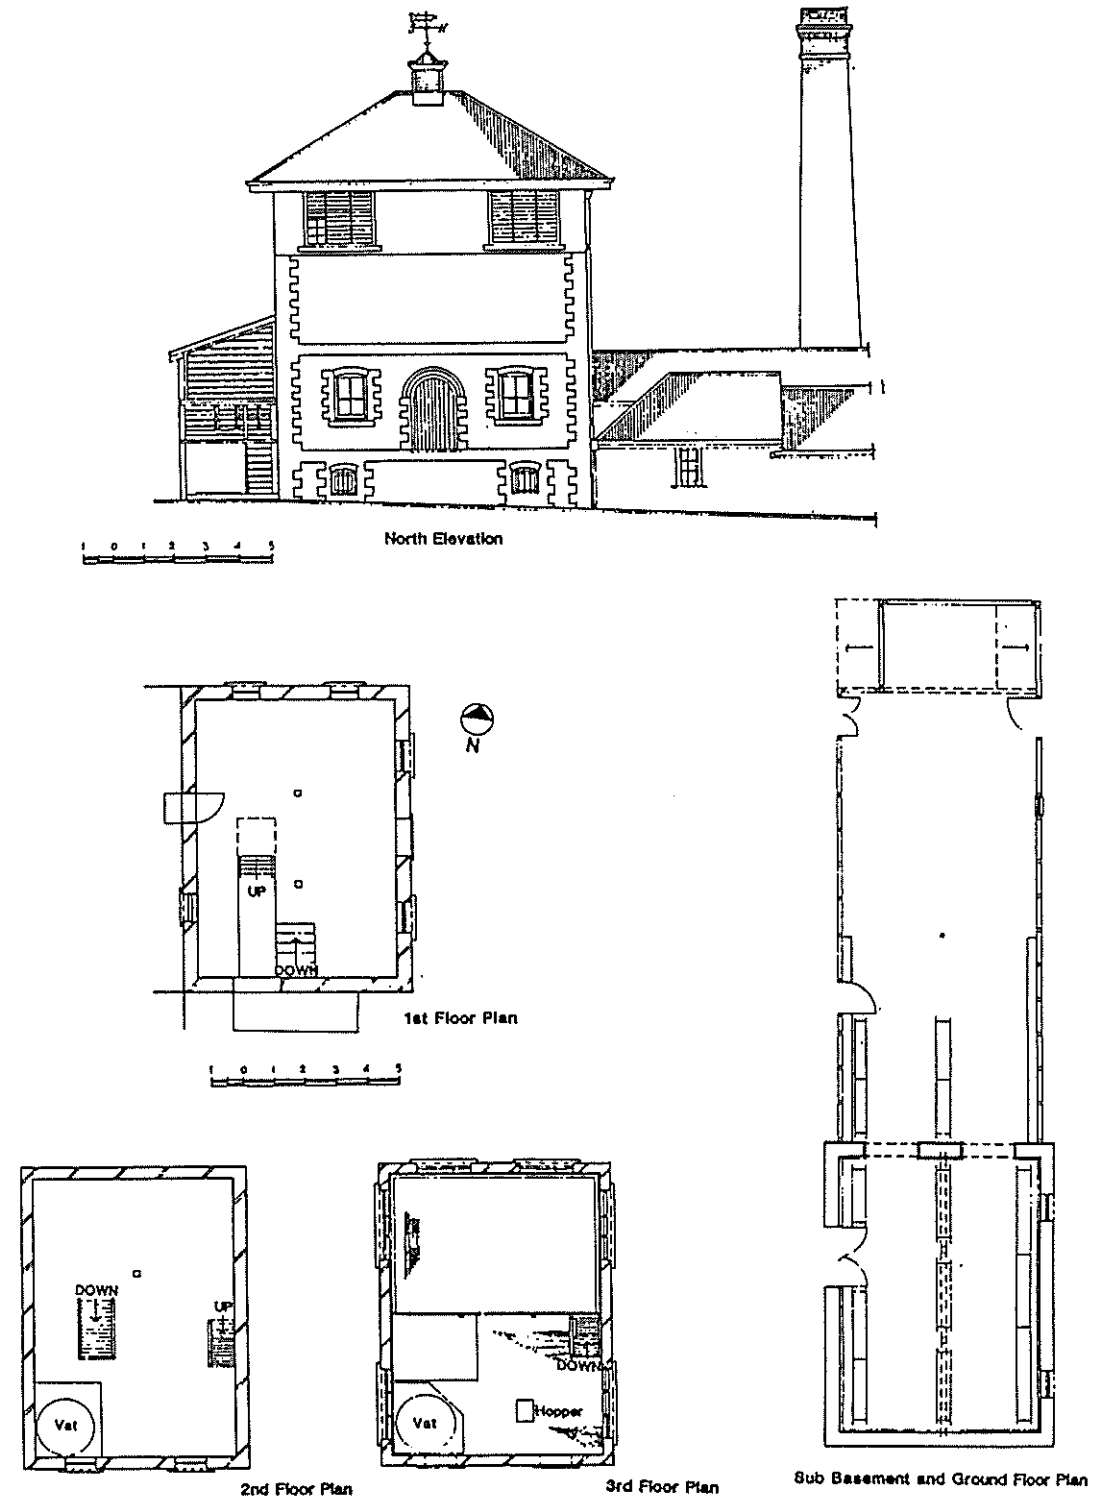 N
North Elevation
1 0 1 2 3 4 5
N
UP
DOWN
1st Floor Plan
1 0 1 2 3 4 5
DOWN
UP
Vat
2nd Floor Plan
DOWN
Hopper
Vat
3rd Floor Plan
Sub Basement and Ground Floor Plan